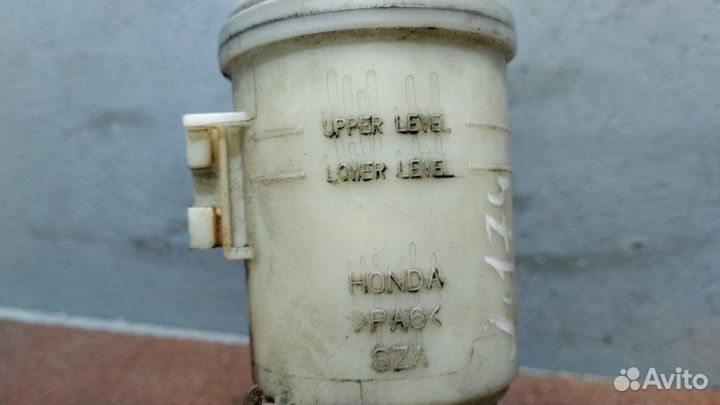 UPPER LEVEL
LOWER LEVEL
HONDA
>PA6<
SZA
Avito